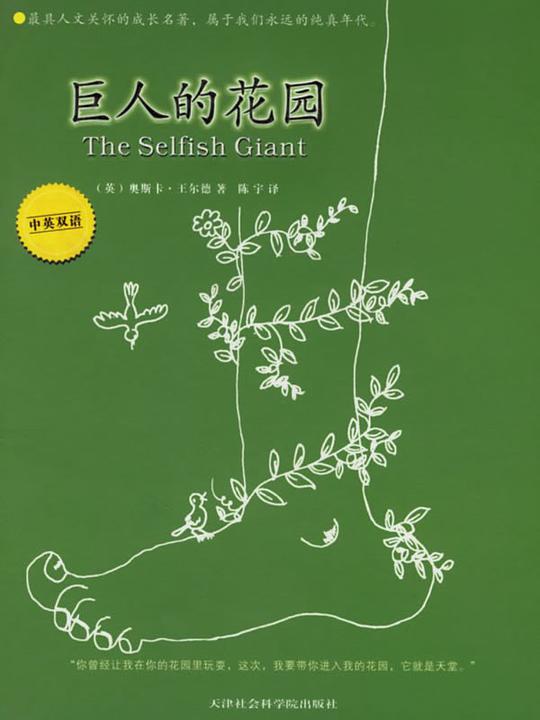 最具人文关怀的成长名著，属于我们永远的纯真年代。
巨人的花园
The Selfish Giant
（英）奥斯卡·王尔德 著 陈 宇 译
中英双语
“你曾经让我在你的花园里玩耍，这次，我要带你进入我的花园，它就是天堂。”
天津社会科学院出版社